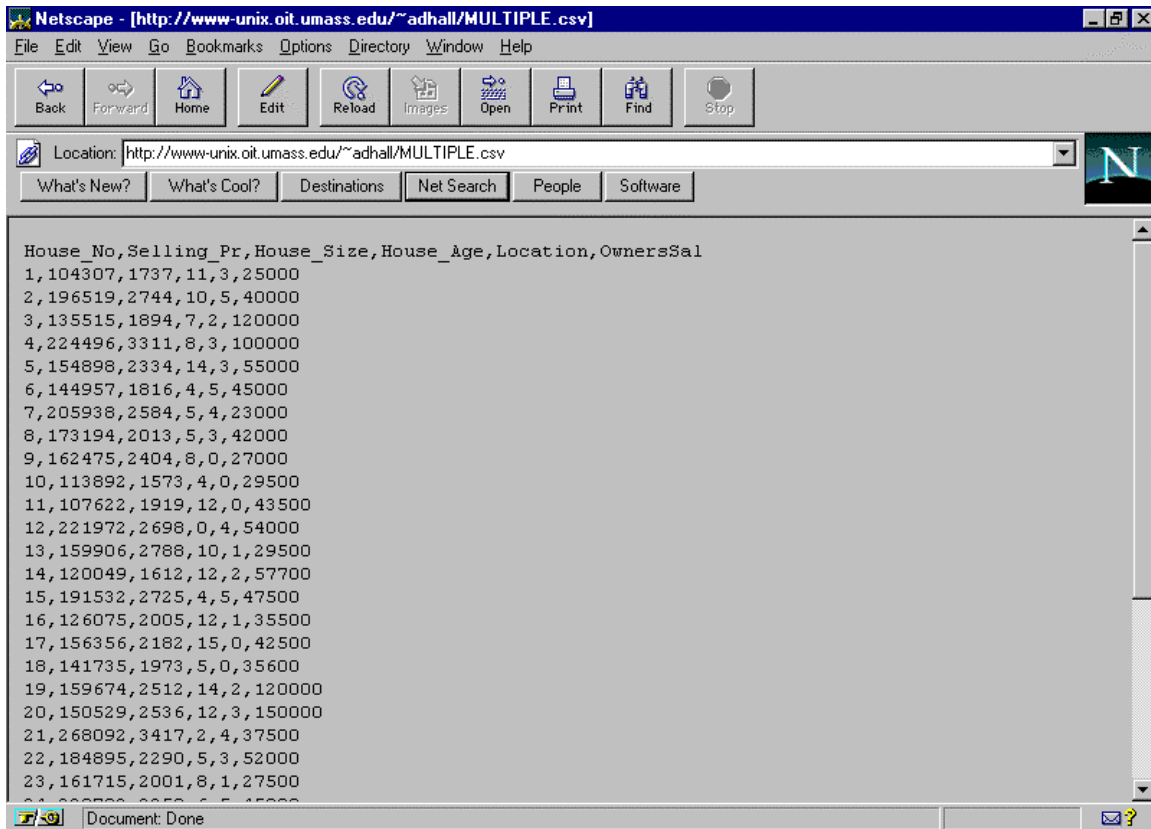 Netscape - [http://www-unix.oit.umass.edu/~adhall/MULTIPLE.csv]
File Edit View Go Bookmarks Options Directory Window Help
Back Forward Home Edit Reload Images Open Print Find Stop
Location: http://www-unix.oit.umass.edu/~adhall/MULTIPLE.csv
N
What's New? What's Cool? Destinations Net Search People Software
House_No,Selling_Pr,House_Size,House_Age,Location,OwnersSal
1,104307,1737,11,3,25000
2,196519,2744,10,5,40000
3,135515,1894,7,2,120000
4,224496,3311,8,3,100000
5,154898,2334,14,3,55000
6,144957,1816,4,5,45000
7,205938,2584,5,4,23000
8,173194,2013,5,3,42000
9,162475,2404,8,0,27000
10,113892,1573,4,0,29500
11,107622,1919,12,0,43500
12,221972,2698,0,4,54000
13,159906,2788,10,1,29500
14,120049,1612,12,2,57700
15,191532,2725,4,5,47500
16,126075,2005,12,1,35500
17,156356,2182,15,0,42500
18,141735,1973,5,0,35600
19,159674,2512,14,2,120000
20,150529,2536,12,3,150000
21,268092,3417,2,4,37500
22,184895,2290,5,3,52000
23,161715,2001,8,1,27500
Document: Done